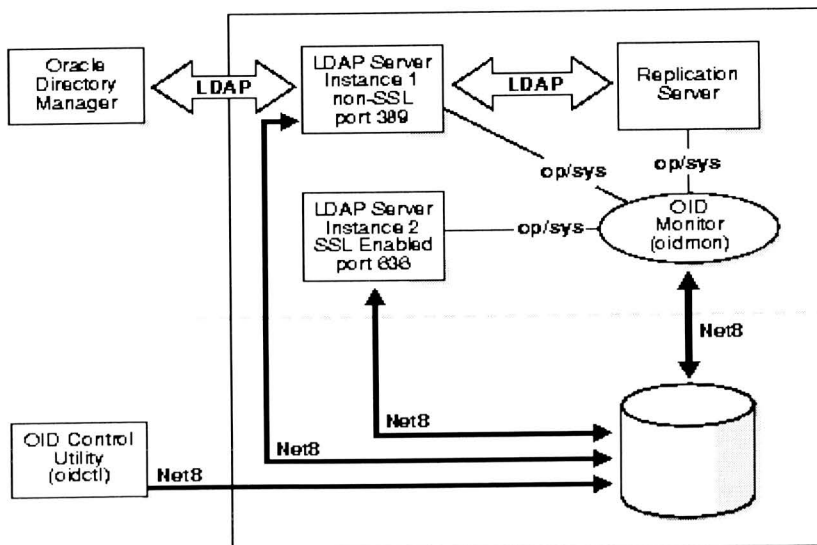 Oracle
Directory
Manager
LDAP
LDAP Server
Instance 1
non-SSL
port 389
LDAP
Replication
Server
op/sys
op/sys
LDAP Server
Instance 2
SSL Enabled
port 636
op/sys
OID
Monitor
(oidmon)
Net8
Net8
OID Control
Utility
(oidctl)
Net8
Net8